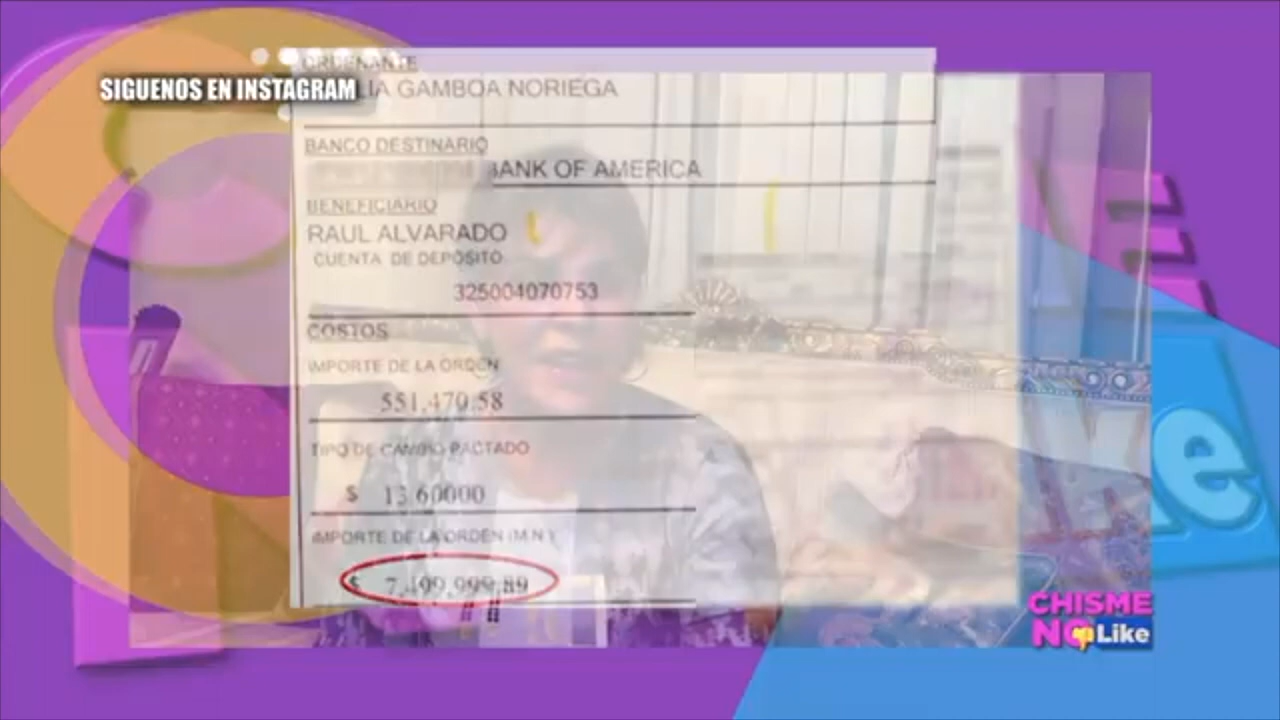 ORDENANTE
SIGUENOS EN INSTAGRAM
LIA GAMBOA NORIEGA
BANCO DESTINARIO
BANK OF AMERICA
BENEFICIARIO
RAUL ALVARADO
CUENTA DE DEPOSITO
325004070753
COSTOS
IMPORTE DE LA ORDEN
551,470.58
TIPO DE CAMBIO PACTADO
$ 13.60000
IMPORTE DE LA ORDEN (M.N.)
$ 7,499,999.89
CHISME
NO Like